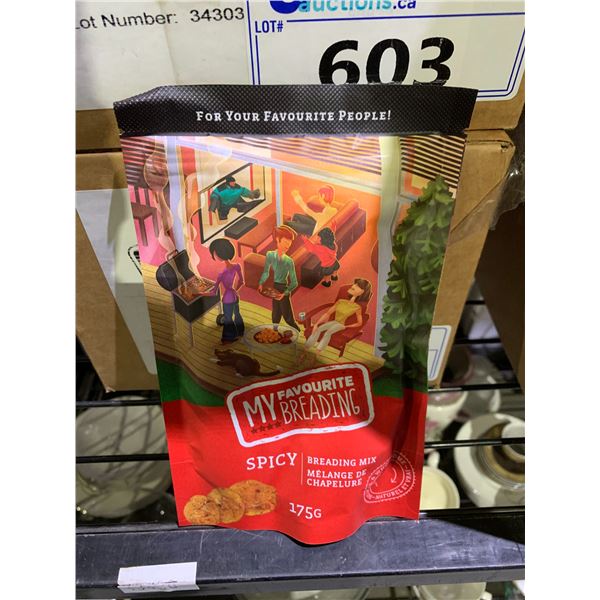 Lot Number: 34303
auctions.ca
LOT#
603
FOR YOUR FAVOURITE PEOPLE!
MY FAVOURITE
BREADING
SPICY
BREADING MIX
MÉLANGE DE
CHAPELURE
175G